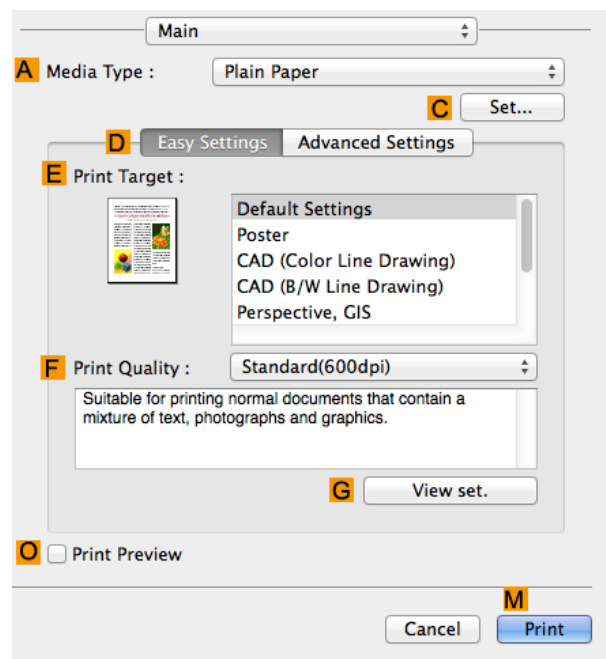 Main
A Media Type : Plain Paper
C Set...
D Easy Settings Advanced Settings
E Print Target :
Default Settings
Poster
CAD (Color Line Drawing)
CAD (B/W Line Drawing)
Perspective, GIS
F Print Quality : Standard(600dpi)
Suitable for printing normal documents that contain a
mixture of text, photographs and graphics.
G View set.
O Print Preview
M
Cancel Print